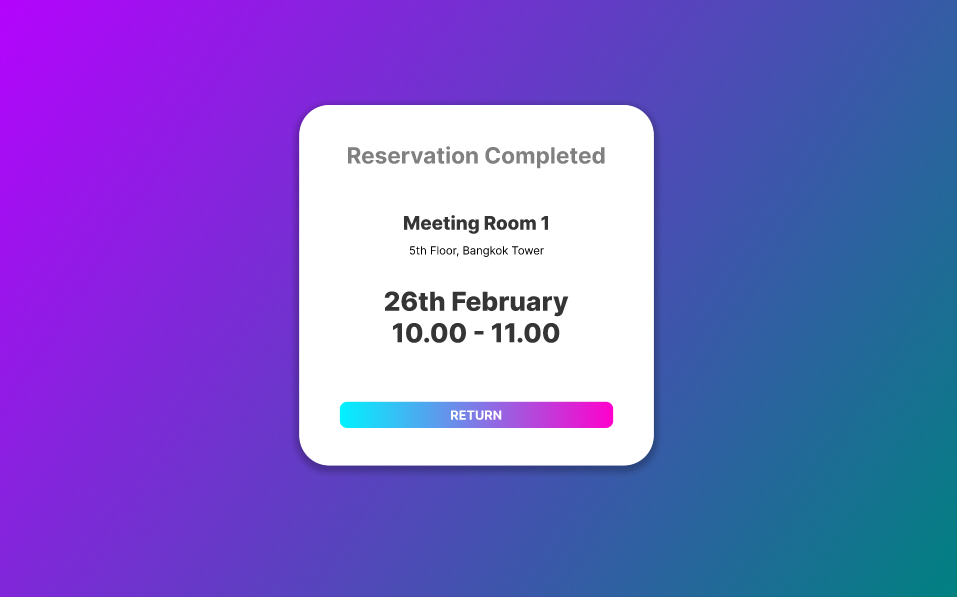 Reservation Completed
Meeting Room 1
5th Floor, Bangkok Tower
26th February
10.00 - 11.00
RETURN